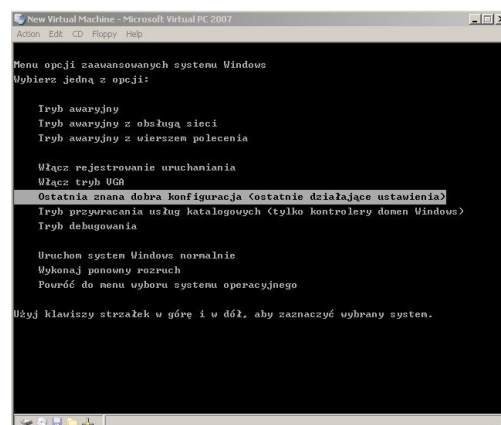 New Virtual Machine - Microsoft Virtual PC 2007
Action Edit CD Floppy Help
Menu opcji zaawansowanych systemu Windows
Wybierz jedną z opcji:
Tryb awaryjny
Tryb awaryjny z obsługą sieci
Tryb awaryjny z wierszem polecenia
Włącz rejestrowanie uruchamiania
Włącz tryb VGA
Ostatnia znana dobra konfiguracja (ostatnie działające ustawienia)
Tryb przywracania usług katalogowych (tylko kontrolery domen Windows)
Tryb debugowania
Uruchom system Windows normalnie
Wykonaj ponowny rozruch
Powróć do menu wyboru systemu operacyjnego
Użyj klawiszy strzałek w górę i w dół, aby zaznaczyć wybrany system.